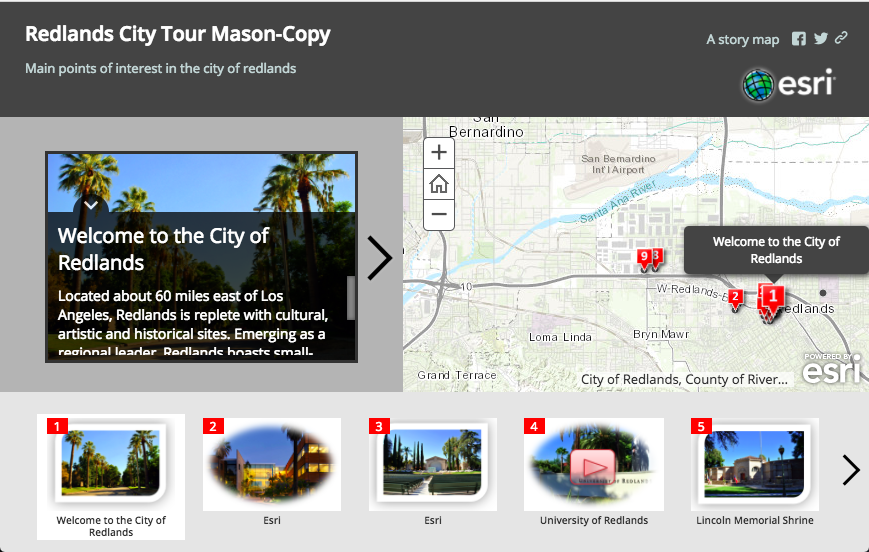 Redlands City Tour Mason-Copy
Main points of interest in the city of redlands
A story map
esri
Welcome to the City of
Redlands
Located about 60 miles east of Los
Angeles, Redlands is replete with cultural,
artistic and historical sites. Emerging as a
regional leader, Redlands boasts small-
San
Bernardino
San Bernardino
Int'l Airport
Santa Ana River
Welcome to the City of
Redlands
9 3
10
W-Redlands-B
2
1
edlands
Loma Linda
Bryn Mawr
Grand Terrace
City of Redlands, County of River...
POWERED BY
esri
1
Welcome to the City of
Redlands
2
Esri
3
Esri
4
UNIVERSITY OF REDLAND
University of Redlands
5
Lincoln Memorial Shrine